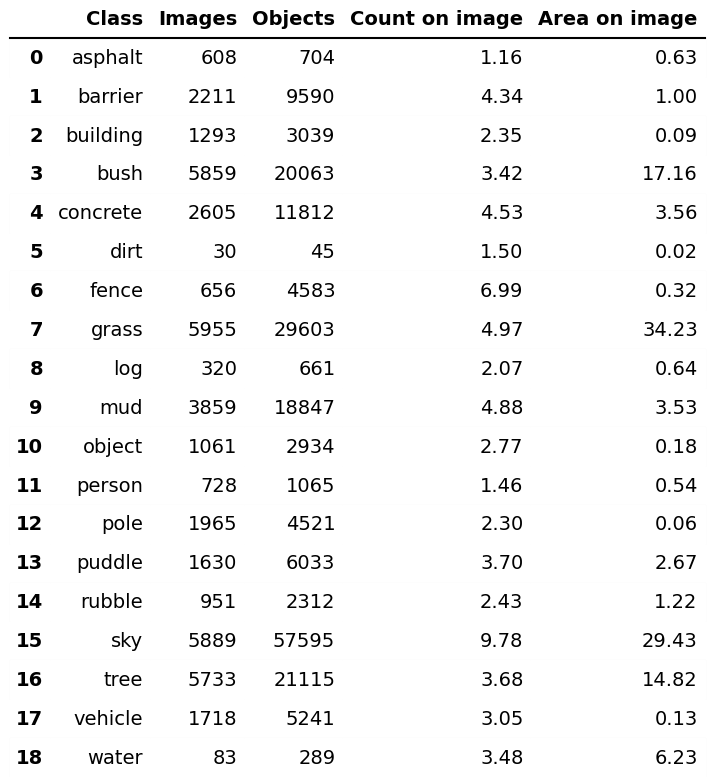 Class Images Objects Count on image Area on image
0 asphalt 608 704 1.16 0.63
1 barrier 2211 9590 4.34 1.00
2 building 1293 3039 2.35 0.09
3 bush 5859 20063 3.42 17.16
4 concrete 2605 11812 4.53 3.56
5 dirt 30 45 1.50 0.02
6 fence 656 4583 6.99 0.32
7 grass 5955 29603 4.97 34.23
8 log 320 661 2.07 0.64
9 mud 3859 18847 4.88 3.53
10 object 1061 2934 2.77 0.18
11 person 728 1065 1.46 0.54
12 pole 1965 4521 2.30 0.06
13 puddle 1630 6033 3.70 2.67
14 rubble 951 2312 2.43 1.22
15 sky 5889 57595 9.78 29.43
16 tree 5733 21115 3.68 14.82
17 vehicle 1718 5241 3.05 0.13
18 water 83 289 3.48 6.23